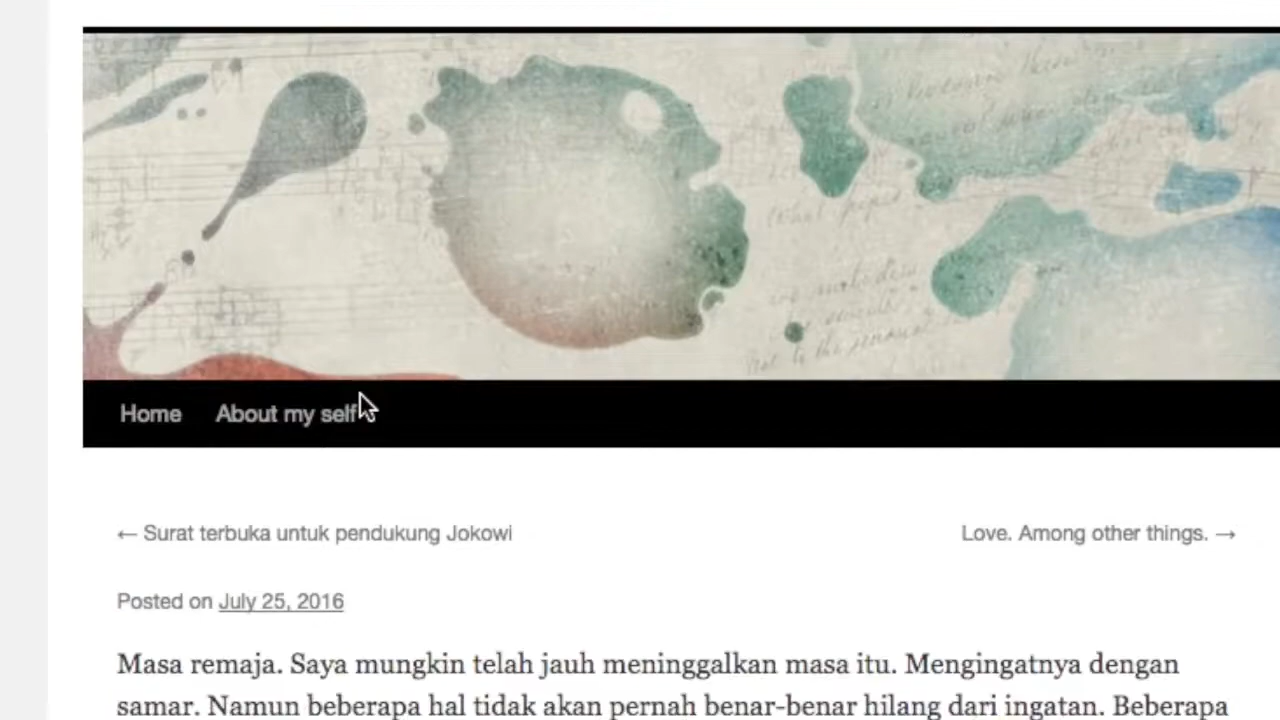 Home About my self
← Surat terbuka untuk pendukung Jokowi Love. Among other things. →
Posted on July 25, 2016
Masa remaja. Saya mungkin telah jauh meninggalkan masa itu. Mengingatnya dengan
samar. Namun beberapa hal tidak akan pernah benar-benar hilang dari ingatan. Beberapa